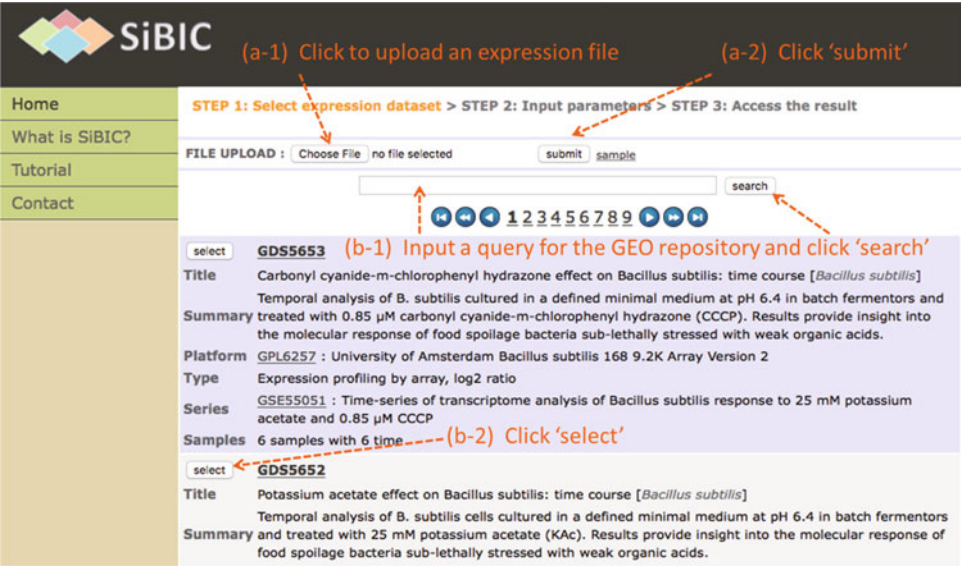 SiBIC
(a-1) Click to upload an expression file
(a-2) Click 'submit'
Home
What is SiBIC?
Tutorial
Contact
STEP 1: Select expression dataset > STEP 2: Input parameters > STEP 3: Access the result
FILE UPLOAD : Choose File no file selected submit sample
search
1 2 3 4 5 6 7 8 9
(b-1) Input a query for the GEO repository and click 'search'
select GDS5653
Title Carbonyl cyanide-m-chlorophenyl hydrazone effect on Bacillus subtilis: time course [Bacillus subtilis]
Temporal analysis of B. subtilis cultured in a defined minimal medium at pH 6.4 in batch fermentors and
Summary treated with 0.85 µM carbonyl cyanide-m-chlorophenyl hydrazone (CCCP). Results provide insight into
the molecular response of food spoilage bacteria sub-lethally stressed with weak organic acids.
Platform GPL6257 : University of Amsterdam Bacillus subtilis 168 9.2K Array Version 2
Type Expression profiling by array, log2 ratio
Series GSE55051 : Time-series of transcriptome analysis of Bacillus subtilis response to 25 mM potassium
acetate and 0.85 µM CCCP
Samples 6 samples with 6 time
(b-2) Click 'select'
select GDS5652
Title Potassium acetate effect on Bacillus subtilis: time course [Bacillus subtilis]
Temporal analysis of B. subtilis cells cultured in a defined minimal medium at pH 6.4 in batch fermentors
Summary and treated with 25 mM potassium acetate (KAc). Results provide insight into the molecular response of
food spoilage bacteria sub-lethally stressed with weak organic acids.